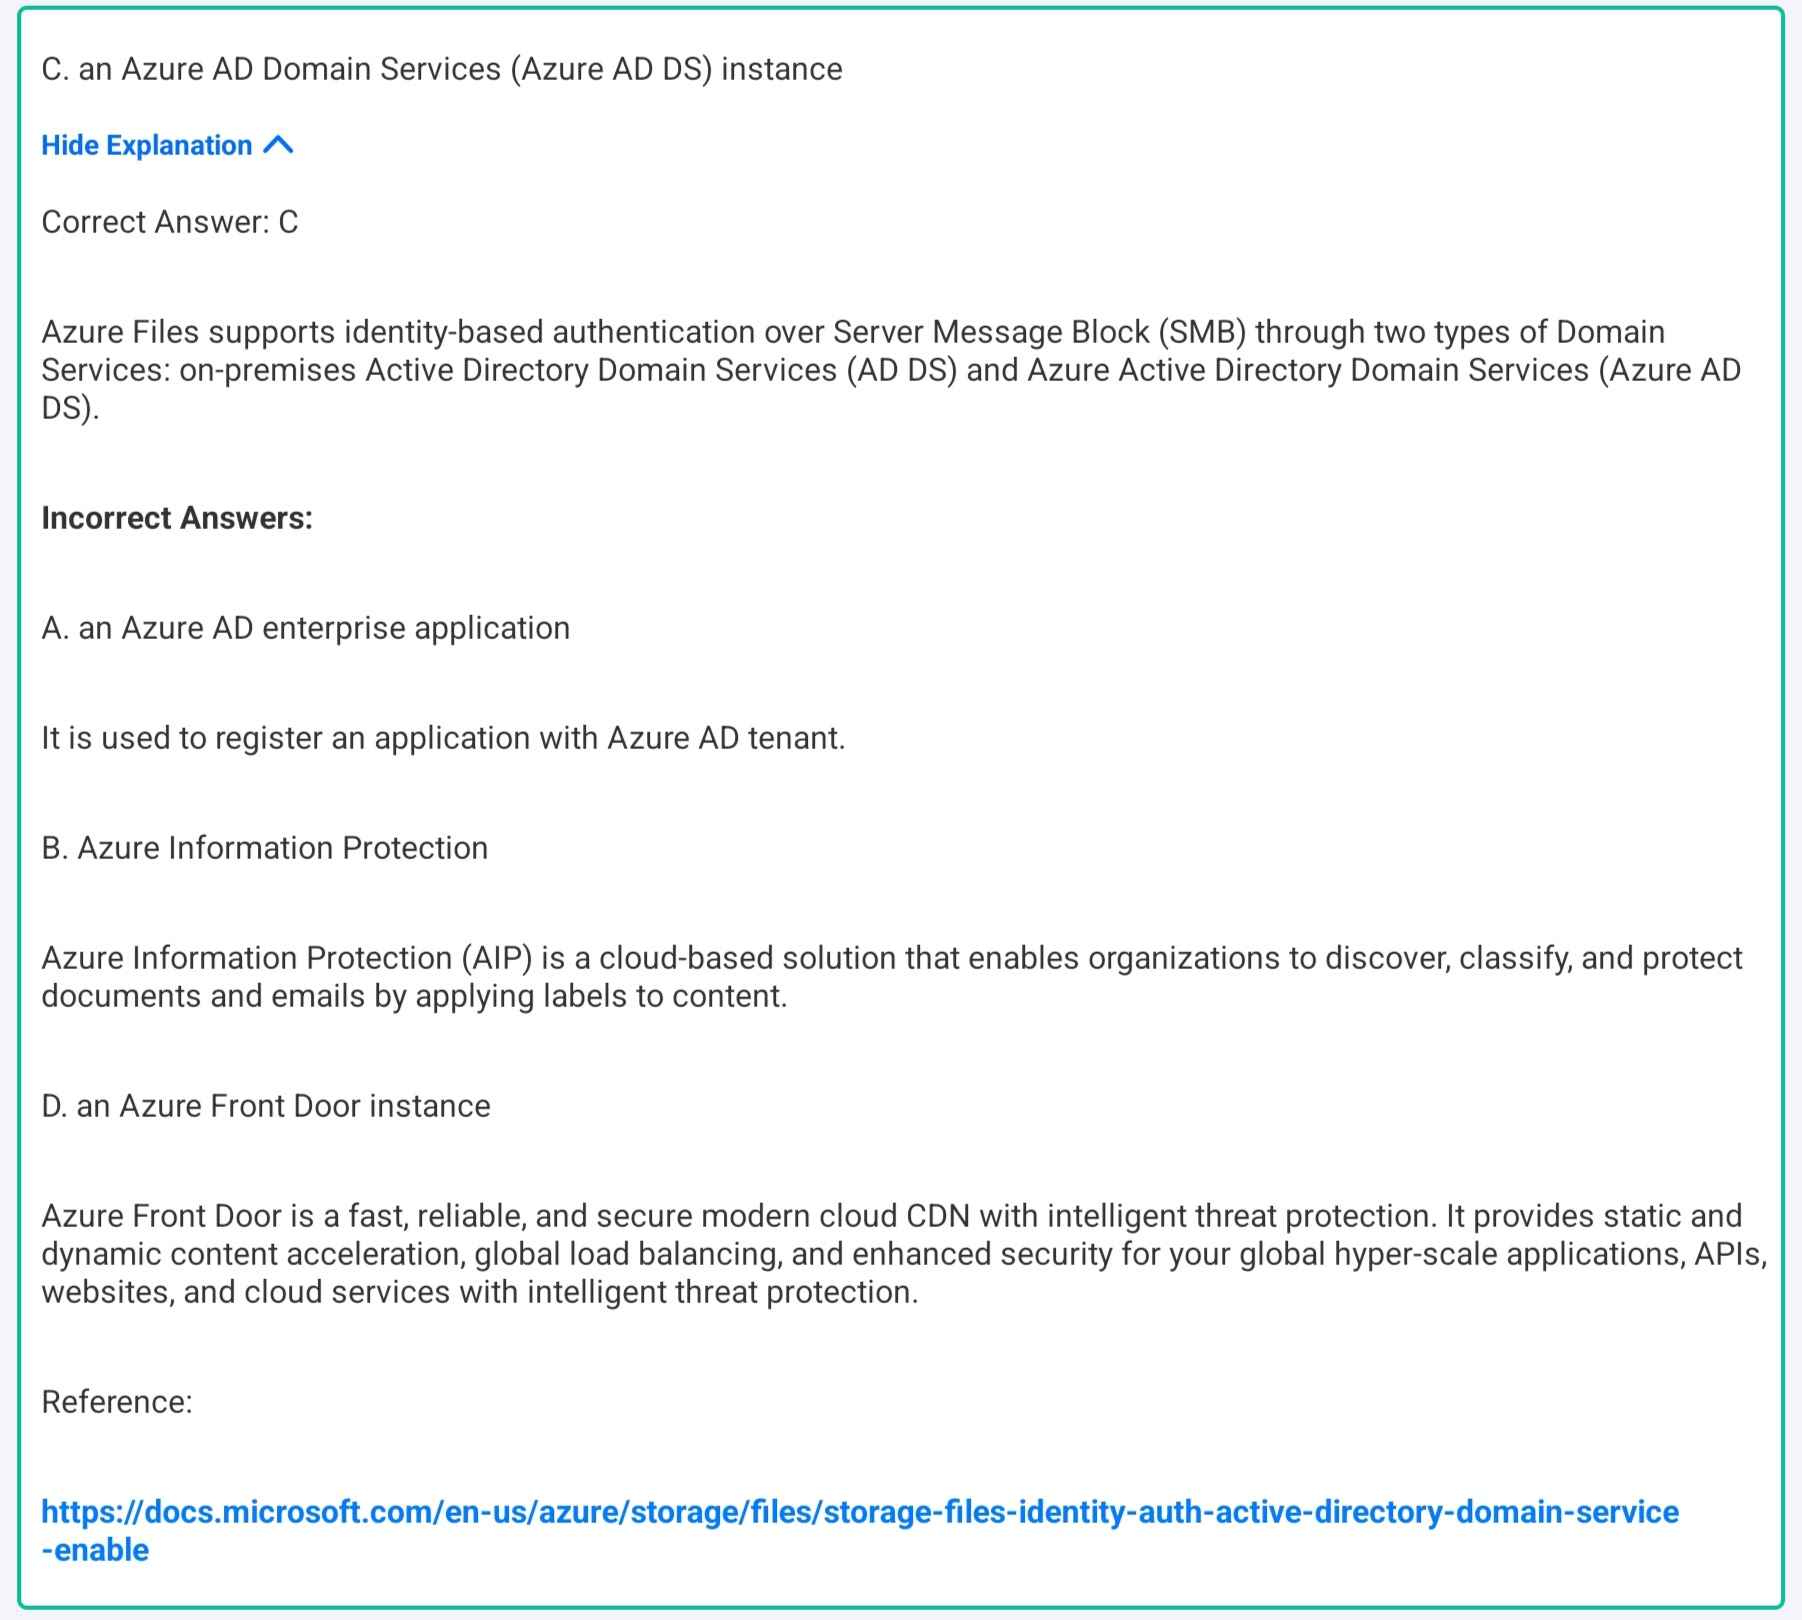 C. an Azure AD Domain Services (Azure AD DS) instance
Hide Explanation
Correct Answer: C
Azure Files supports identity-based authentication over Server Message Block (SMB) through two types of Domain
Services: on-premises Active Directory Domain Services (AD DS) and Azure Active Directory Domain Services (Azure AD
DS).
Incorrect Answers:
A. an Azure AD enterprise application
It is used to register an application with Azure AD tenant.
B. Azure Information Protection
Azure Information Protection (AIP) is a cloud-based solution that enables organizations to discover, classify, and protect
documents and emails by applying labels to content.
D. an Azure Front Door instance
Azure Front Door is a fast, reliable, and secure modern cloud CDN with intelligent threat protection. It provides static and
dynamic content acceleration, global load balancing, and enhanced security for your global hyper-scale applications, APIs,
websites, and cloud services with intelligent threat protection.
Reference:
https://docs.microsoft.com/en-us/azure/storage/files/storage-files-identity-auth-active-directory-domain-service
-enable